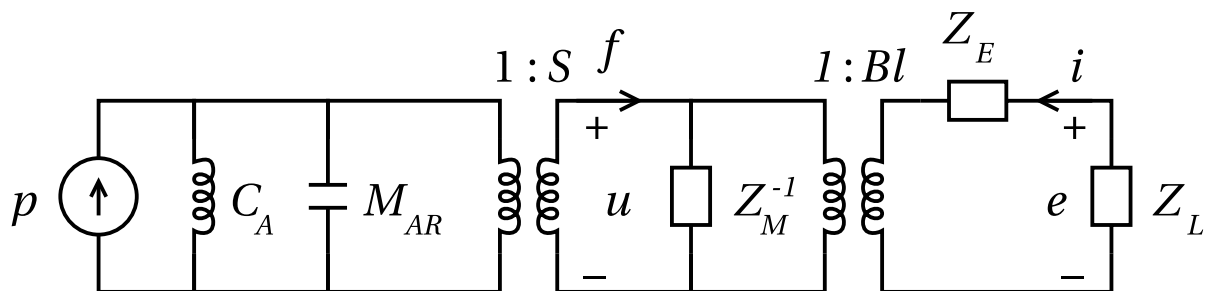 1 : S
f
1 : Bl
Z_E
i
+
+
p
C_A
M_AR
u
Z_M^-1
e
Z_L
−
−